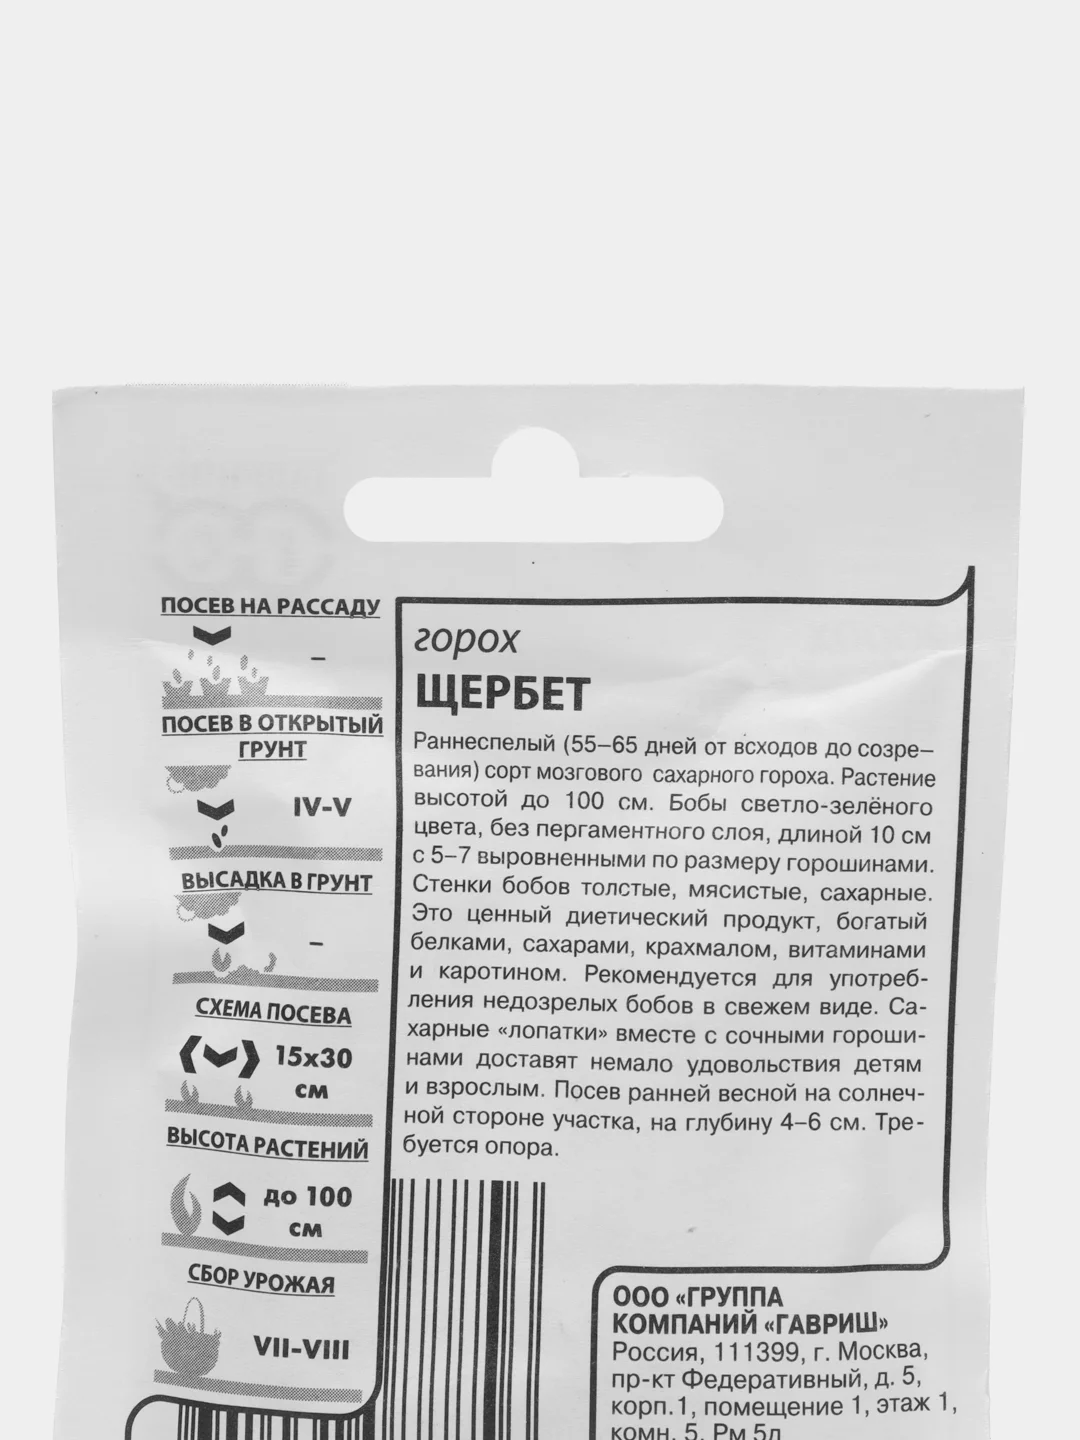 ПОСЕВ НА РАССАДУ
–
ПОСЕВ В ОТКРЫТЫЙ
ГРУНТ
IV-V
ВЫСАДКА В ГРУНТ
–
СХЕМА ПОСЕВА
15х30
см
ВЫСОТА РАСТЕНИЙ
до 100
см
СБОР УРОЖАЯ
VII-VIII
горох
ЩЕРБЕТ
Раннеспелый (55–65 дней от всходов до созре–
вания) сорт мозгового сахарного гороха. Растение
высотой до 100 см. Бобы светло-зелёного
цвета, без пергаментного слоя, длиной 10 см
с 5–7 выровненными по размеру горошинами.
Стенки бобов толстые, мясистые, сахарные.
Это ценный диетический продукт, богатый
белками, сахарами, крахмалом, витаминами
и каротином. Рекомендуется для употреб-
ления недозрелых бобов в свежем виде. Са-
харные «лопатки» вместе с сочными гороши-
нами доставят немало удовольствия детям
и взрослым. Посев ранней весной на солнеч-
ной стороне участка, на глубину 4–6 см. Тре-
буется опора.
ООО «ГРУППА
КОМПАНИЙ «ГАВРИШ»
Россия, 111399, г. Москва,
пр-кт Федеративный, д. 5,
корп.1, помещение 1, этаж 1,
комн. 5, Рм 5л